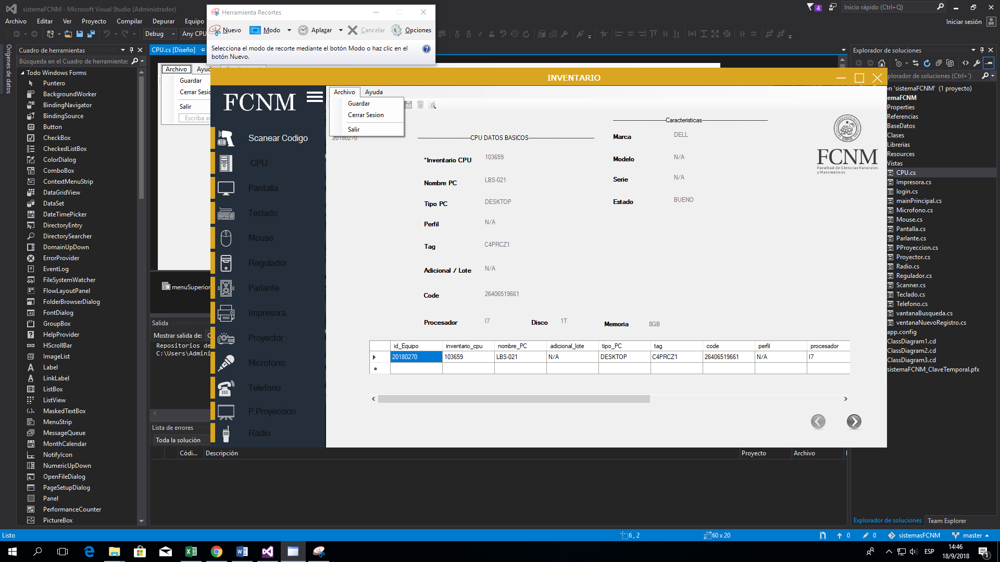 sistemaFCNM - Microsoft Visual Studio (Administrador)
4
Inicio rápido (Ctrl+Q)
Archivo Editar Ver Proyecto Compilar Depurar Equipo
Iniciar sesión
Debug
Any CPU
Herramienta Recortes
Nuevo Modo Aplazar Cancelar Opciones
Selecciona el modo de recorte mediante el botón Modo o haz clic en el
botón Nuevo.
Orígenes de datos
Cuadro de herramientas
Búsqueda en el Cuadro de herramientas
Todo Windows Forms
Puntero
BackgroundWorker
BindingNavigator
BindingSource
Button
CheckBox
CheckedListBox
ColorDialog
ComboBox
ContextMenuStrip
DataGridView
DataSet
DateTimePicker
DirectoryEntry
DirectorySearcher
DomainUpDown
ErrorProvider
EventLog
FileSystemWatcher
FlowLayoutPanel
FolderBrowserDialog
FontDialog
GroupBox
HelpProvider
HScrollBar
ImageList
Label
LinkLabel
ListBox
ListView
MaskedTextBox
MenuStrip
MessageQueue
MonthCalendar
NotifyIcon
NumericUpDown
OpenFileDialog
PageSetupDialog
Panel
PerformanceCounter
PictureBox
CPU.cs [Diseño]
Archivo Ayud
Guardar
Cerrar Sesic
Salir
Escriba ac
menuSuperior
Salida
Mostrar salida de:
Repositorios de
C:\Users\Admini
Lista de errores
Toda la solución
Códi... Descripción Proyecto Archivo
INVENTARIO
FCNM
Scanear Codigo
CPU
Pantalla
Teclado
Mouse
Regulador
Parlante
Impresora
Proyector
Microfono
Telefono
P.Proyeccion
Radio
Archivo Ayuda
Guardar
Cerrar Sesion
Salir
20180270
CPU DATOS BASICOS
*Inventario CPU 103659
Nombre PC LBS-021
Tipo PC DESKTOP
Perfil N/A
Tag C4PRCZ1
Adicional / Lote N/A
Code 26406519661
Procesador I7 Disco 1T Memoria 8GB
Caracteristicas
Marca DELL
Modelo N/A
Serie N/A
Estado BUENO
ESPOL
FCNM
Facultad de Ciencias Naturales
y Matemáticas
id_Equipo inventario_cpu nombre_PC adicional_lote tipo_PC tag code perfil procesador
20180270 103659 LBS-021 N/A DESKTOP C4PRCZ1 26406519661 N/A I7
Explorador de soluciones
plorador de soluciones (Ctrl+´)
on 'sistemaFCNM' (1 proyecto)
emaFCNM
Properties
Referencias
BaseDatos
Clases
Librerias
Resources
Vistas
CPU.cs
Impresora.cs
login.cs
mainPrincipal.cs
Microfono.cs
Mouse.cs
Pantalla.cs
Parlante.cs
PProyeccion.cs
Proyector.cs
Radio.cs
Regulador.cs
Scanner.cs
Teclado.cs
Telefono.cs
vantanaBusqueda.cs
ventanaNuevoRegistro.cs
app.config
ClassDiagram1.cd
ClassDiagram2.cd
ClassDiagram3.cd
sistemaFCNM_ClaveTemporal.pfx
Explorador de soluciones Team Explorer
Listo 6 , 2 60 x 20 0 0 sistemasFCNM master
ESP
14:46
18/9/2018
1